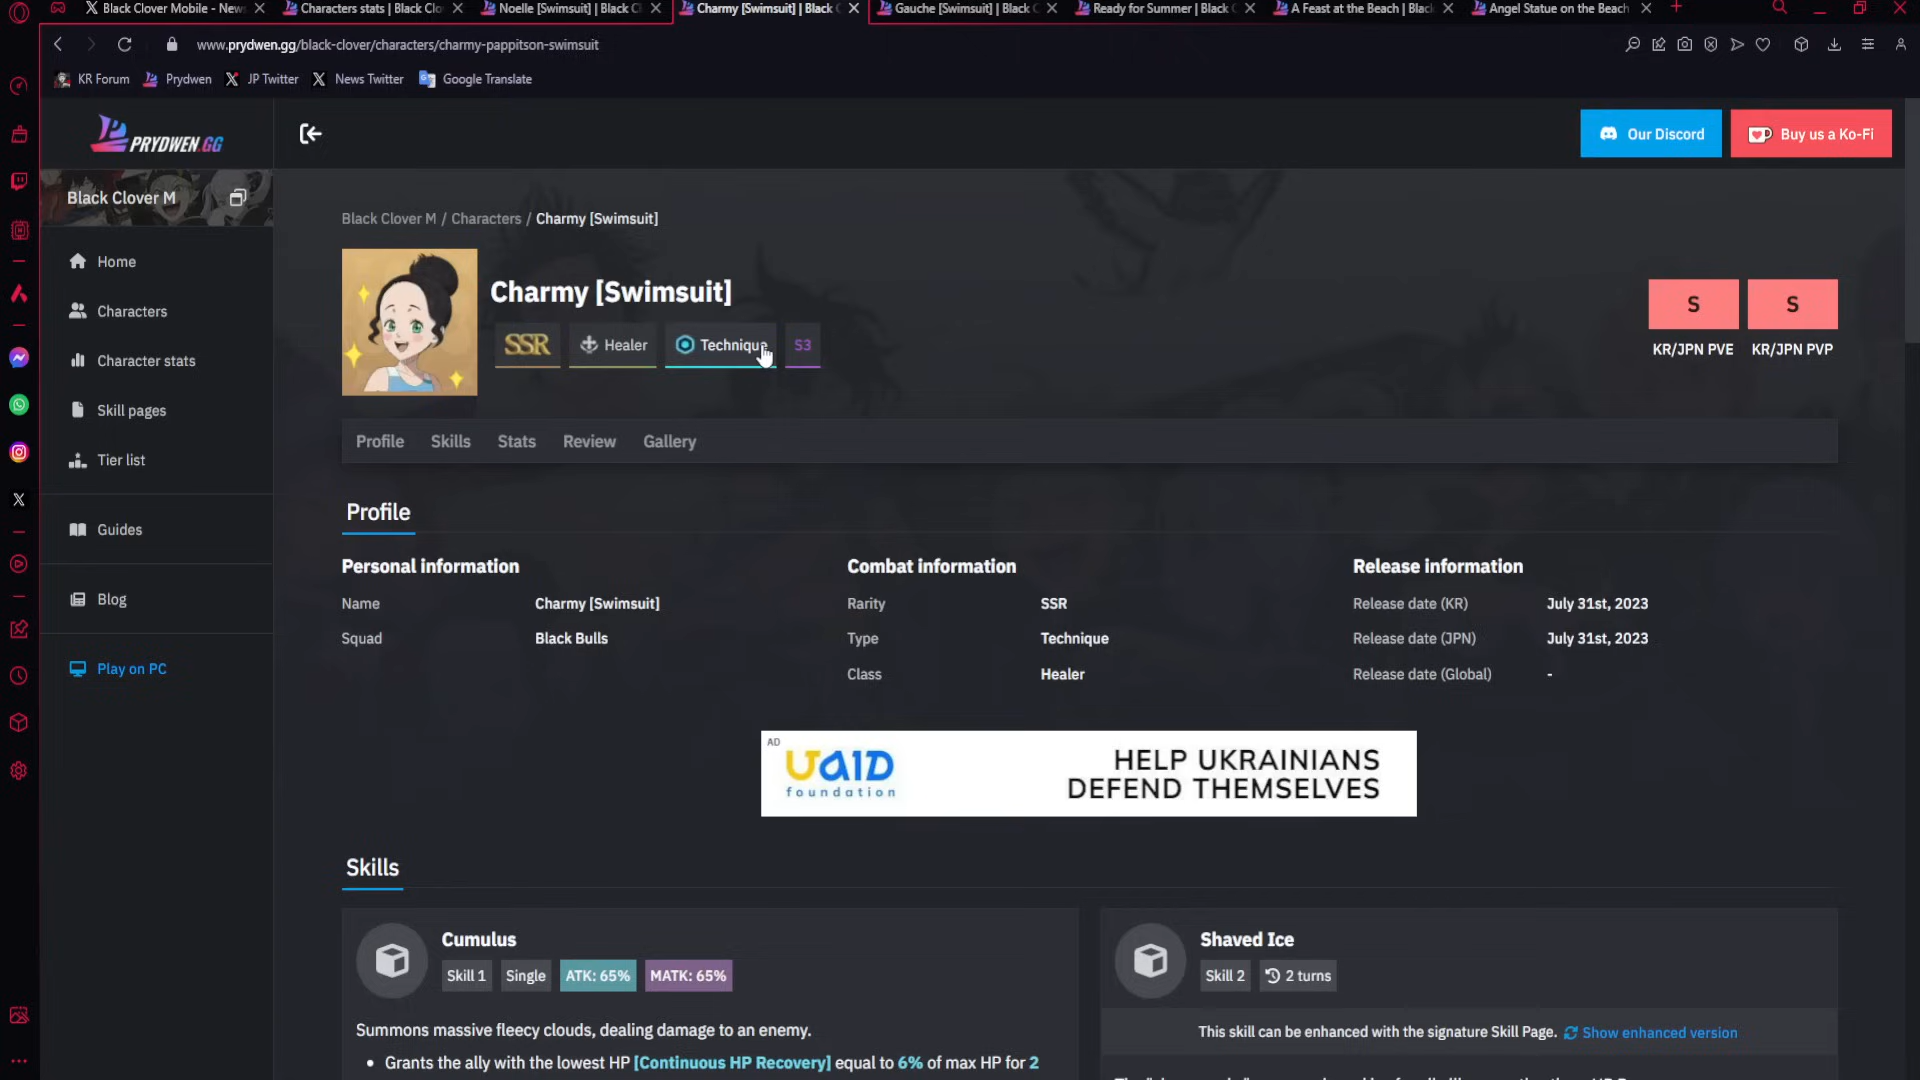 Black Clover Mobile - New
Characters stats | Black Clo
Noelle [Swimsuit] | Black C
Charmy [Swimsuit] | Black
Gauche [Swimsuit] | Black
Ready for Summer | Black
A Feast at the Beach | Black
Angel Statue on the Beach
www.prydwen.gg/black-clover/characters/charmy-pappitson-swimsuit
KR Forum
Prydwen
JP Twitter
News Twitter
Google Translate
PRYDWEN.GG
Our Discord
Buy us a Ko-Fi
Black Clover M
Home
Characters
Character stats
Skill pages
Tier list
Guides
Blog
Play on PC
Black Clover M / Characters / Charmy [Swimsuit]
Charmy [Swimsuit]
SSR
Healer
Technique
S3
S
S
KR/JPN PVE
KR/JPN PVP
Profile
Skills
Stats
Review
Gallery
Profile
Personal information
Name Charmy [Swimsuit]
Squad Black Bulls
Combat information
Rarity SSR
Type Technique
Class Healer
Release information
Release date (KR) July 31st, 2023
Release date (JPN) July 31st, 2023
Release date (Global) -
AD
UAID
foundation
HELP UKRAINIANS
DEFEND THEMSELVES
Skills
Cumulus
Skill 1 Single ATK: 65% MATK: 65%
Summons massive fleecy clouds, dealing damage to an enemy.
• Grants the ally with the lowest HP [Continuous HP Recovery] equal to 6% of max HP for 2
Shaved Ice
Skill 2 2 turns
This skill can be enhanced with the signature Skill Page. Show enhanced version